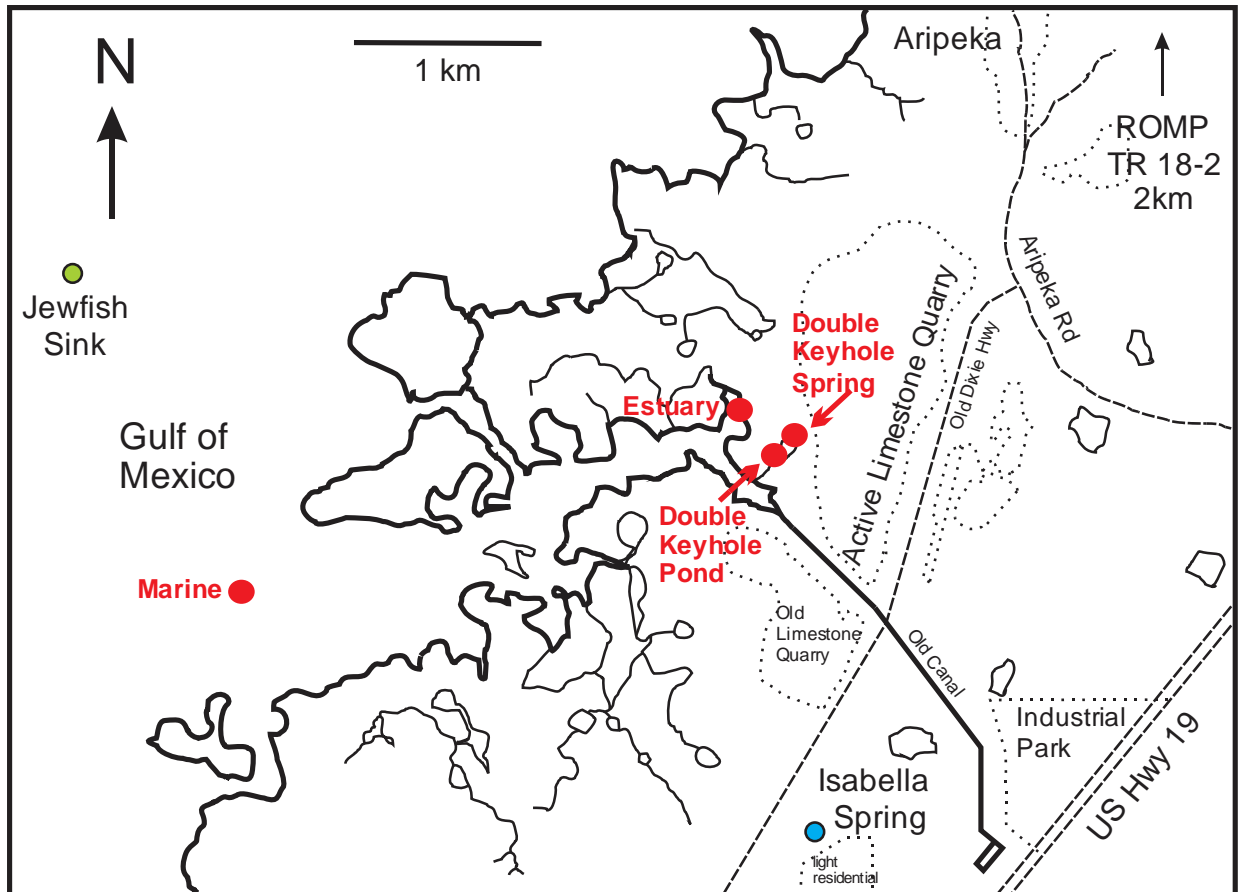 N
1 km
Aripeka
ROMP
TR 18-2
2km
Jewfish
Sink
Aripeka Rd
Double
Keyhole
Spring
Active Limestone Quarry
Old Dixie Hwy
Estuary
Gulf of
Mexico
Double
Keyhole
Pond
Marine
Old
Limestone
Quarry
Old Canal
Industrial
Park
US Hwy 19
Isabella
Spring
light
residential